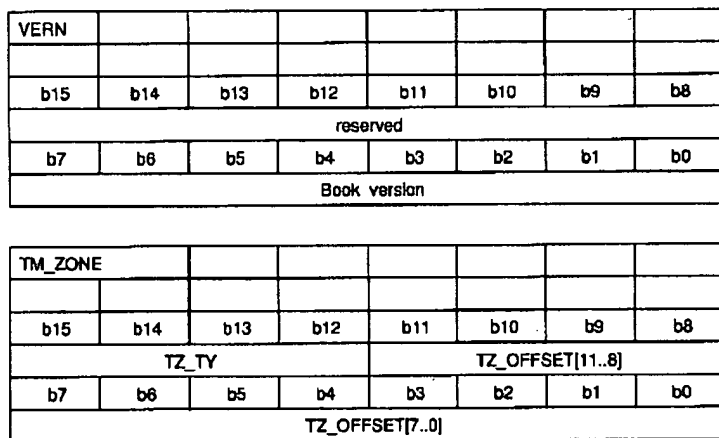 VERN
b15 b14 b13 b12 b11 b10 b9 b8
reserved
b7 b6 b5 b4 b3 b2 b1 b0
Book version
TM_ZONE
b15 b14 b13 b12 b11 b10 b9 b8
TZ_TY TZ_OFFSET[11..8]
b7 b6 b5 b4 b3 b2 b1 b0
TZ_OFFSET[7..0]